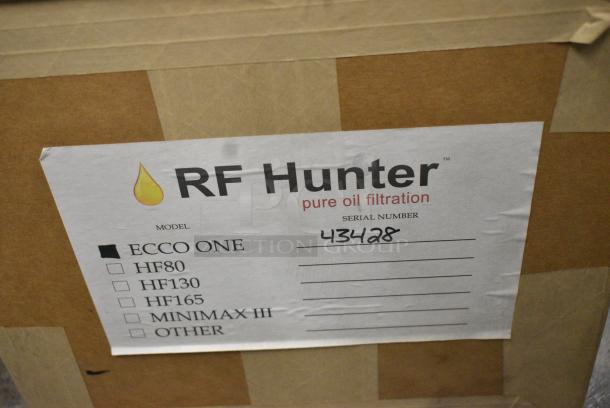 RF Hunter™
pure oil filtration
MODEL SERIAL NUMBER
ECCO ONE 43428
HF80
HF130
HF165
MINIMAX III
OTHER